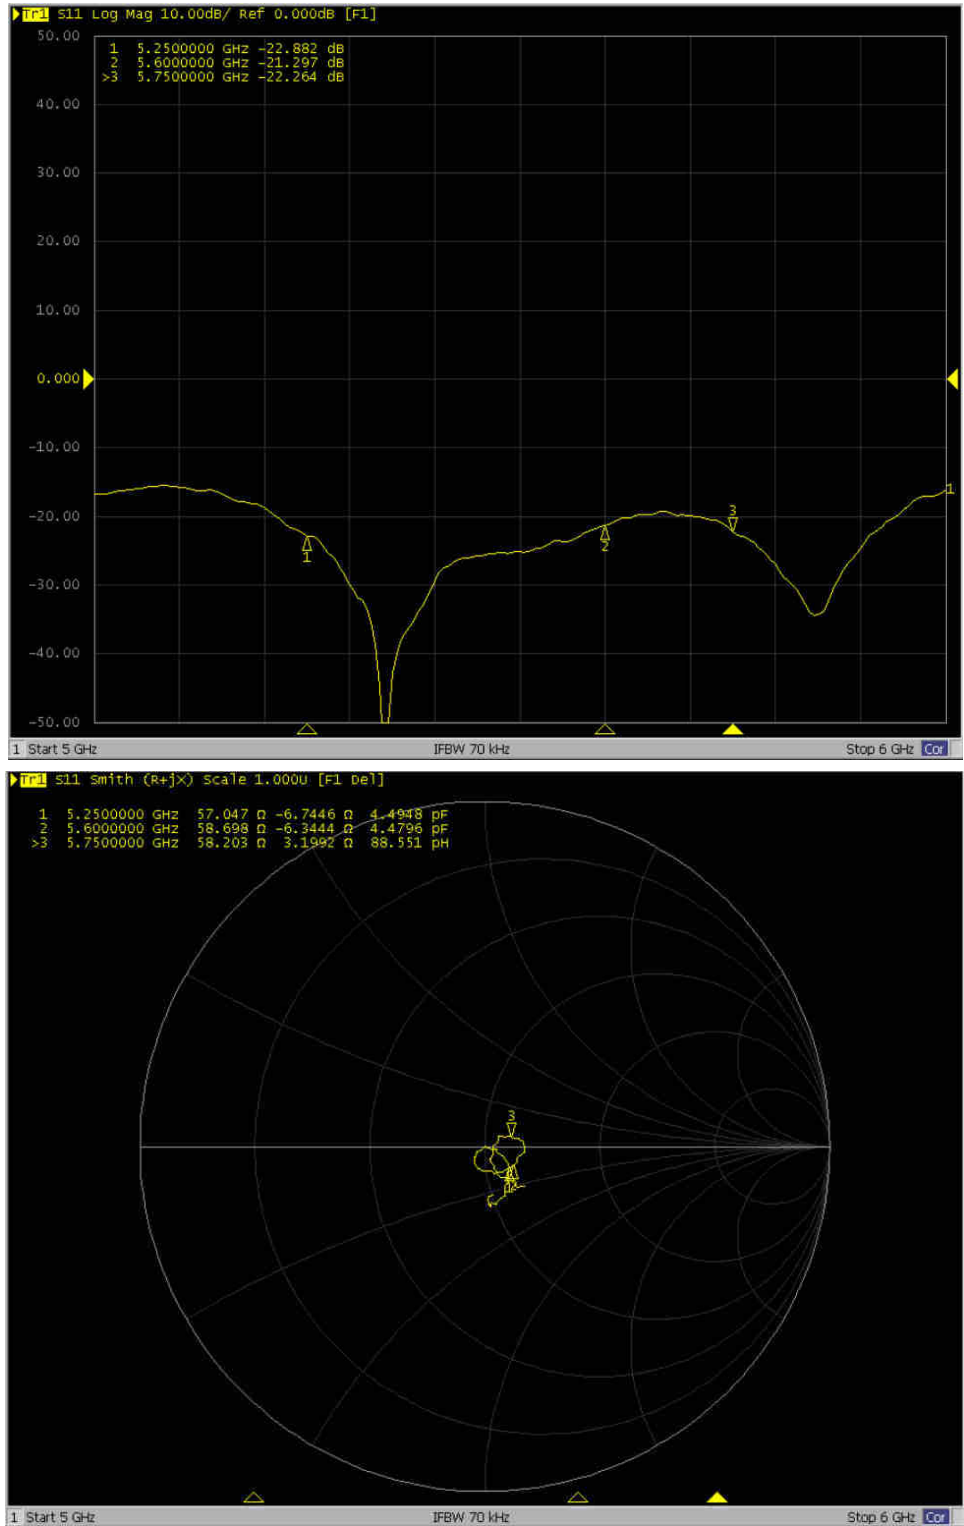 Tr1 S11 Log Mag 10.00dB/ Ref 0.000dB [F1]
50.00
1 5.2500000 GHz -22.882 dB
2 5.6000000 GHz -21.297 dB
>3 5.7500000 GHz -22.264 dB
40.00
30.00
20.00
10.00
0.000
-10.00
-20.00
-30.00
-40.00
-50.00
1
2
3
1
1 Start 5 GHz IFBW 70 kHz Stop 6 GHz Cor
Tr1 S11 Smith (R+jX) Scale 1.000U [F1 Del]
1 5.2500000 GHz 57.047 Ω -6.7446 Ω 4.4948 pF
2 5.6000000 GHz 58.698 Ω -6.3444 Ω 4.4796 pF
>3 5.7500000 GHz 58.203 Ω 3.1992 Ω 88.551 pH
3
1 Start 5 GHz IFBW 70 kHz Stop 6 GHz Cor